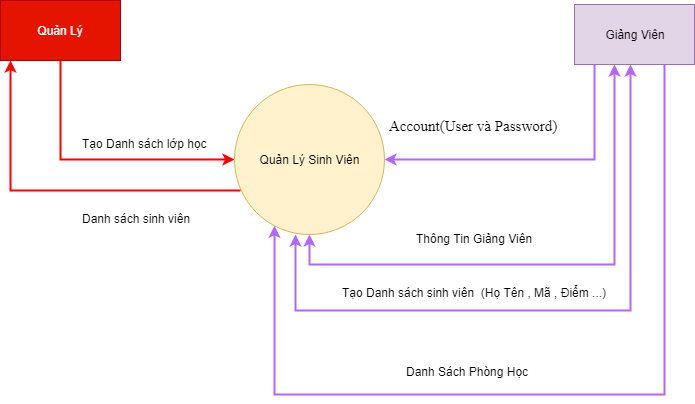 Quản Lý
Giảng Viên
Tạo Danh sách lớp học
Account(User và Password)
Quản Lý Sinh Viên
Danh sách sinh viên
Thông Tin Giảng Viên
Tạo Danh sách sinh viên (Họ Tên , Mã , Điểm ...)
Danh Sách Phòng Học